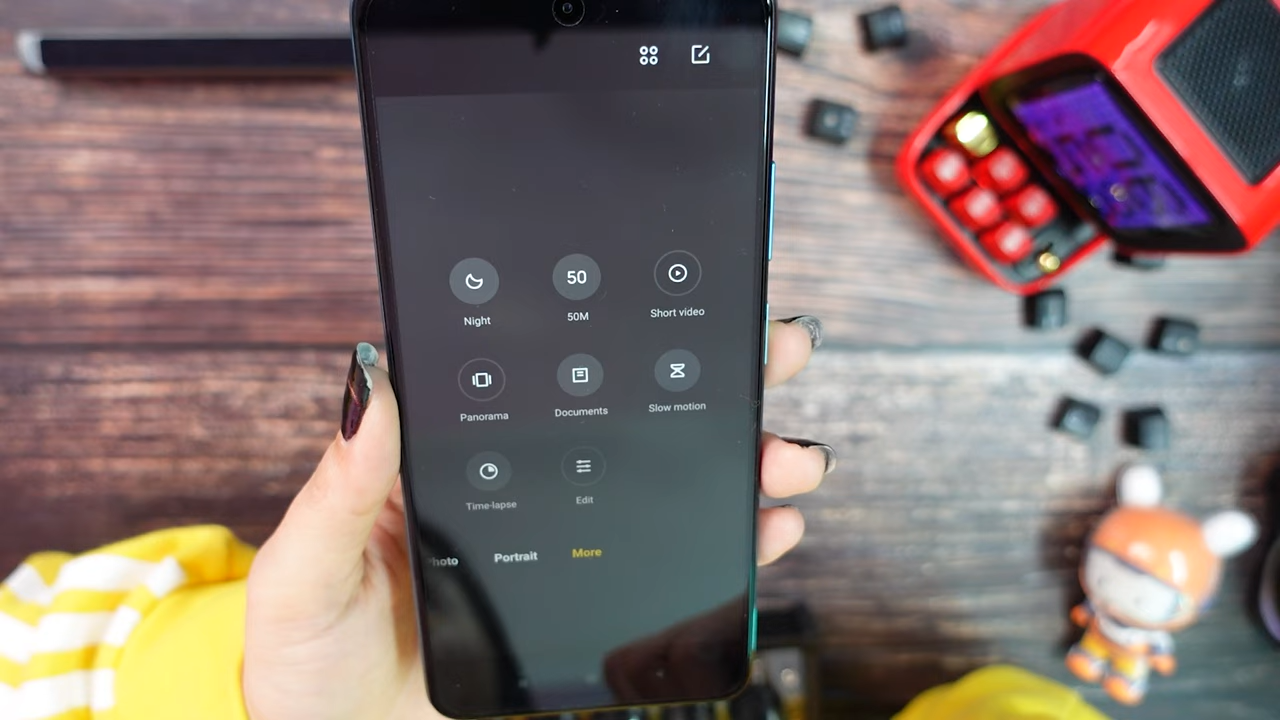 50
Night
50M
Short video
Panorama
Documents
Slow motion
Time-lapse
Edit
hoto
Portrait
More